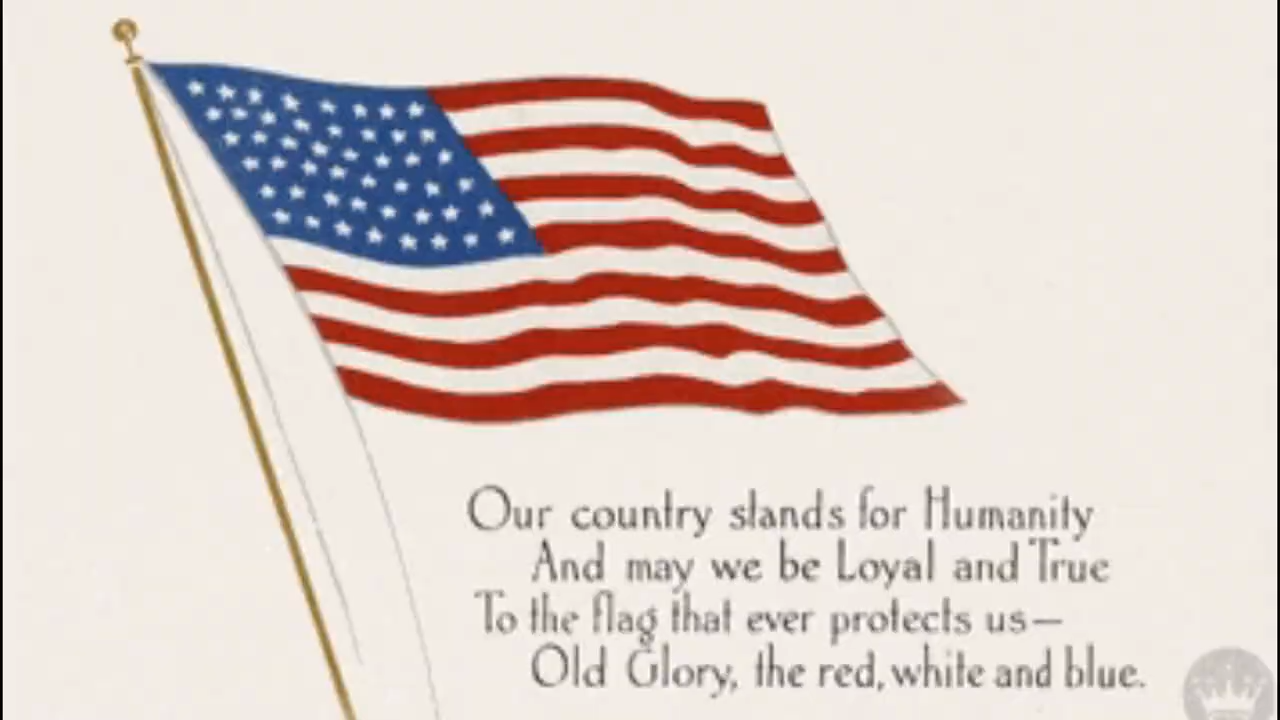 Our country stands for Humanity
And may we be Loyal and True
To the flag that ever protects us—
Old Glory, the red, white and blue.